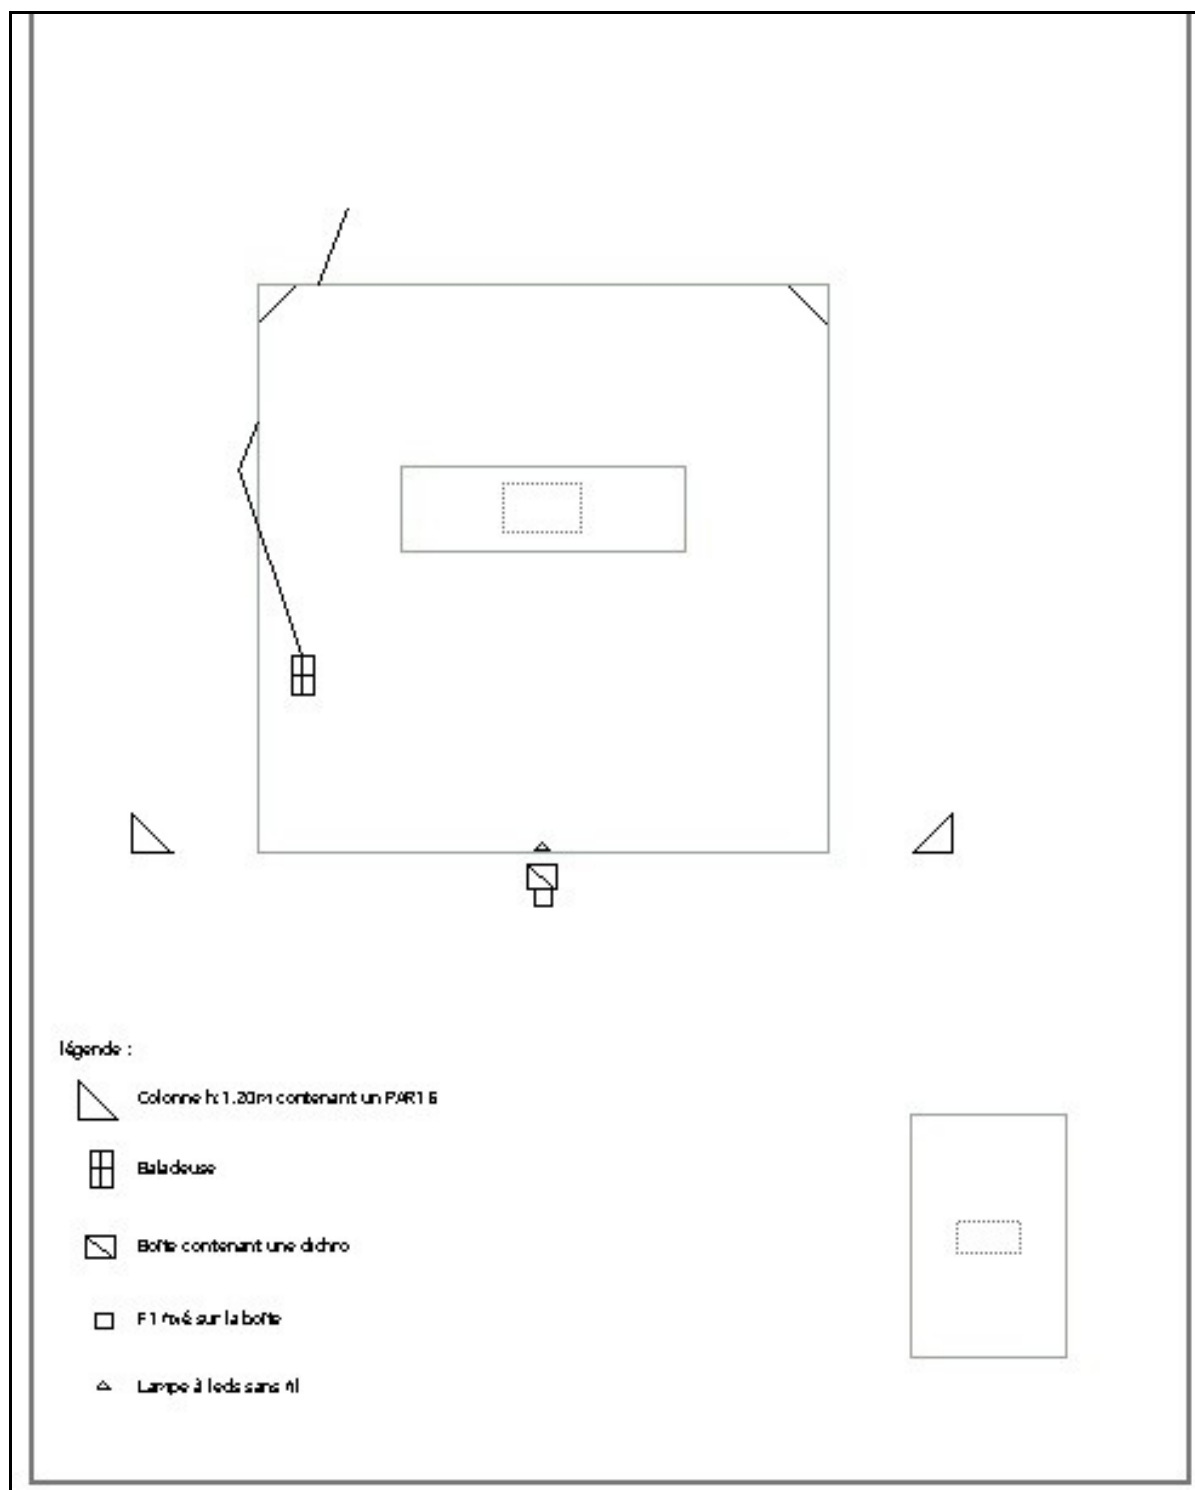 légende :
Colonne h: 1.20m contenant un PAR16
Baladeuse
Boîte contenant une dichro
F1 fixé sur la boîte
Lampe à leds sans fil